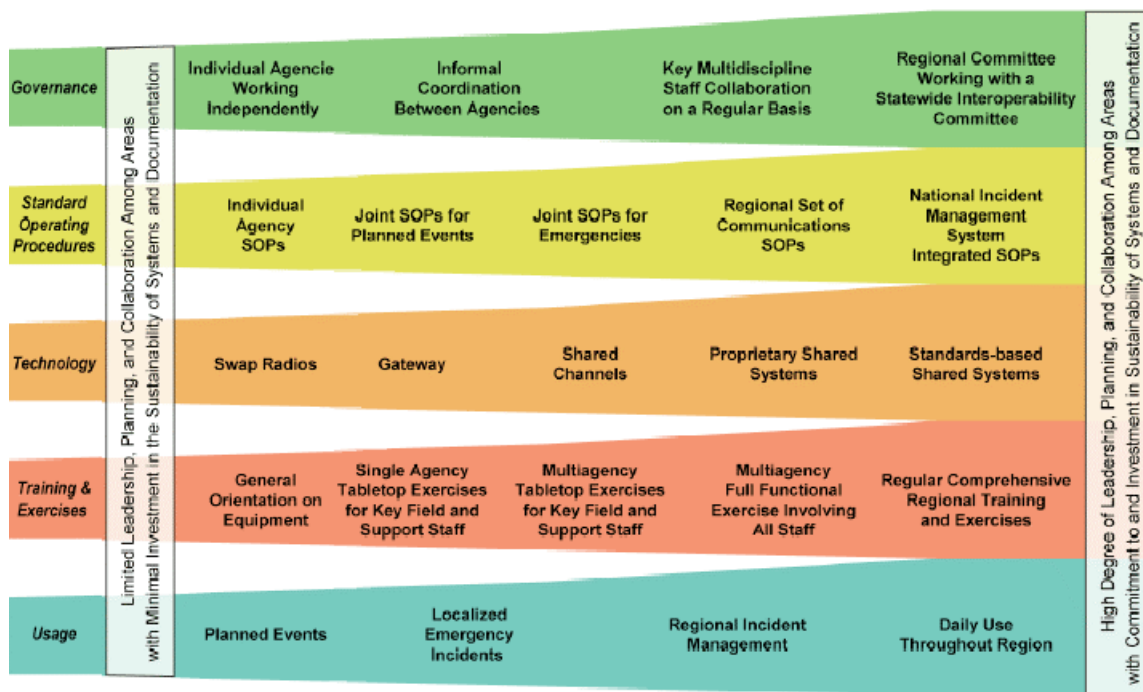 Governance
Limited Leadership, Planning, and Collaboration Among Areas
with Minimal Investment in the Sustainability of Systems and Documentation
Individual Agencie
Working
Independently
Informal
Coordination
Between Agencies
Key Multidiscipline
Staff Collaboration
on a Regular Basis
Regional Committee
Working with a
Statewide Interoperability
Committee
High Degree of Leadership, Planning, and Collaboration Among Areas
with Commitment to and Investment in Sustainability of Systems and Documentation
Standard
Operating
Procedures
Individual
Agency
SOPs
Joint SOPs for
Planned Events
Joint SOPs for
Emergencies
Regional Set of
Communications
SOPs
National Incident
Management
System
Integrated SOPs
Technology
Swap Radios
Gateway
Shared
Channels
Proprietary Shared
Systems
Standards-based
Shared Systems
Training &
Exercises
General
Orientation on
Equipment
Single Agency
Tabletop Exercises
for Key Field and
Support Staff
Multiagency
Tabletop Exercises
for Key Field and
Support Staff
Multiagency
Full Functional
Exercise Involving
All Staff
Regular Comprehensive
Regional Training
and Exercises
Usage
Planned Events
Localized
Emergency
Incidents
Regional Incident
Management
Daily Use
Throughout Region